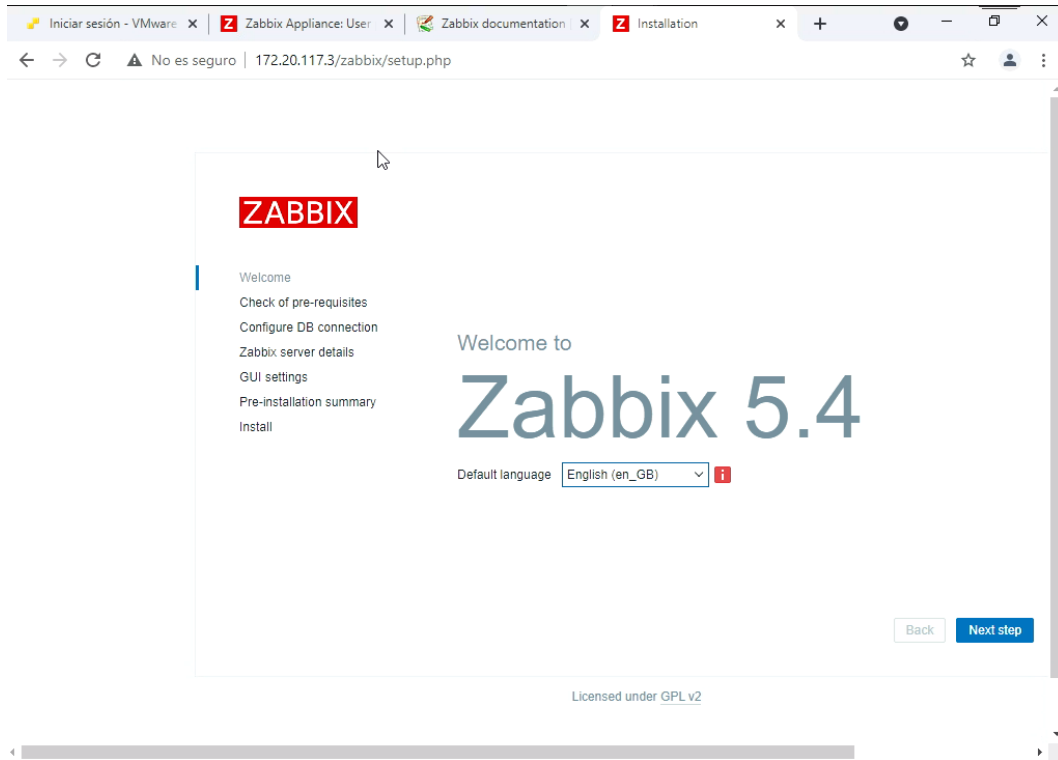 Iniciar sesión - VMware
Zabbix Appliance: User
Zabbix documentation
Installation
No es seguro
172.20.117.3/zabbix/setup.php
ZABBIX
Welcome
Check of pre-requisites
Configure DB connection
Zabbix server details
GUI settings
Pre-installation summary
Install
Welcome to
Zabbix 5.4
Default language
English (en_GB)
i
Back
Next step
Licensed under GPL v2